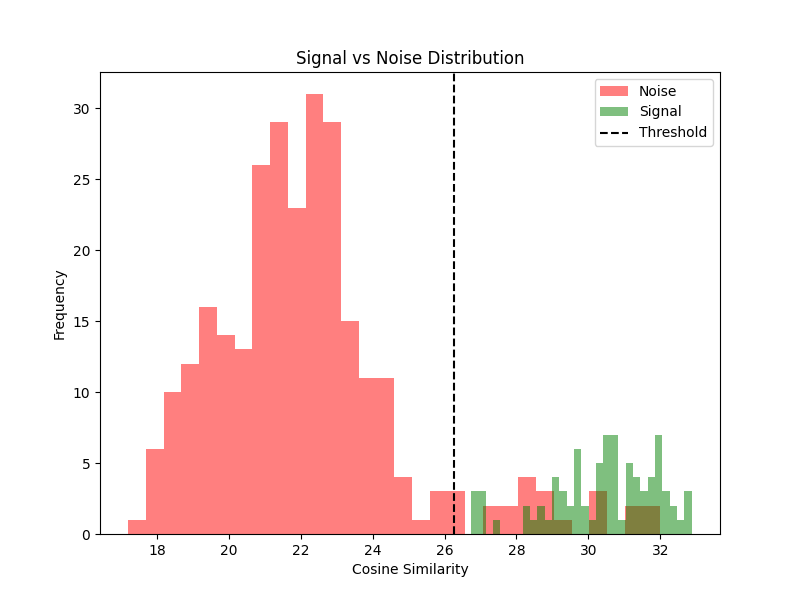 Signal vs Noise Distribution
Noise
Signal
Threshold
Frequency
30
25
20
15
10
5
0
18 20 22 24 26 28 30 32
Cosine Similarity